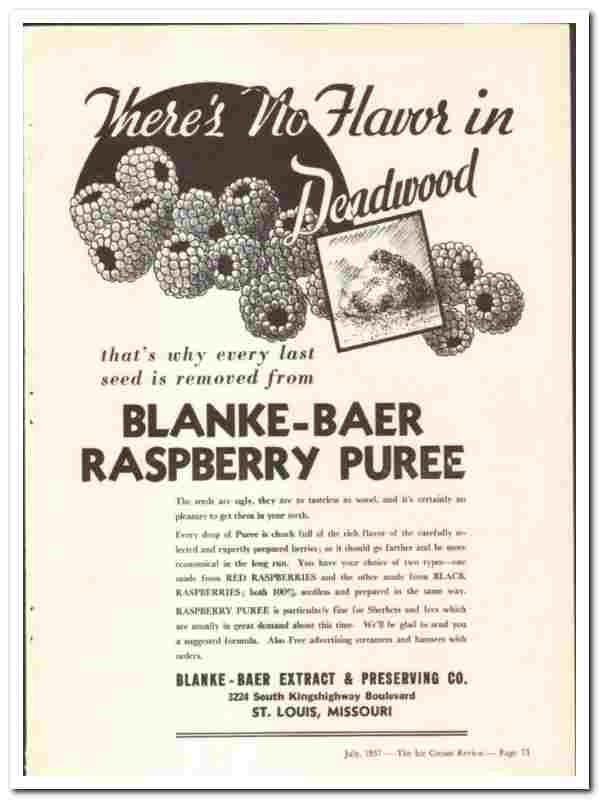 There's No Flavor in
Deadwood
that's why every last
seed is removed from
BLANKE-BAER
RASPBERRY PUREE
The seeds are ugly, they are as tasteless as wood, and it's certainly no
pleasure to get them in your teeth.
Every drop of Puree is chock full of the rich flavor of the carefully se-
lected and expertly prepared berries; so it should go farther and be more
economical in the long run. You have your choice of two types—one
made from RED RASPBERRIES and the other made from BLACK
RASPBERRIES; both 100% seedless and prepared in the same way.
RASPBERRY PUREE is particularly fine for Sherbets and Ices which
are usually in great demand about this time. We'll be glad to send you
a suggested formula. Also Free advertising streamers and banners with
orders.
BLANKE-BAER EXTRACT & PRESERVING CO.
3224 South Kingshighway Boulevard
ST. LOUIS, MISSOURI
July, 1937 — The Ice Cream Review — Page 73